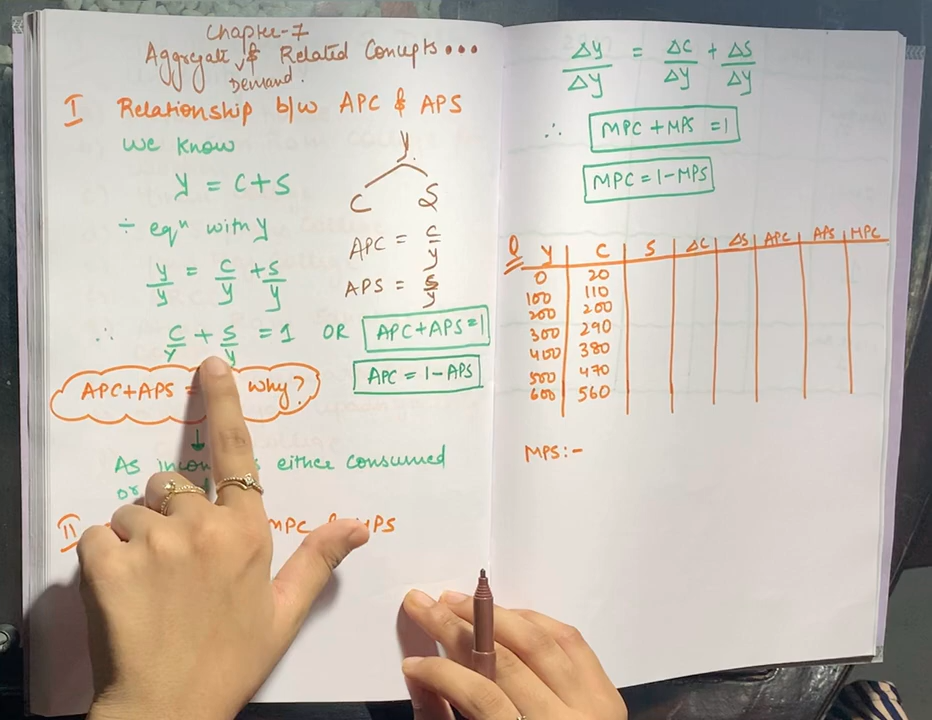 Chapter-7
Aggregate & Related Concepts...
Demand.
I Relationship b/w APC & APS
We know
y = C+S
÷ eqⁿ with y
y/y = C/y + S/y
∴ C/y + S/y = 1 OR APC+APS=1
APC = 1-APS
APC+APS = why?
As either consumed
or
II MPC
y
C S
APC = C/y
APS = S/y
Δy/Δy = ΔC/Δy + ΔS/Δy
∴ MPC+MPS =1
MPC=1-MPS
Q Y C S ΔC ΔS APC APS MPC
0 20
100 110
200 200
300 290
400 380
500 470
600 560
MPS:-